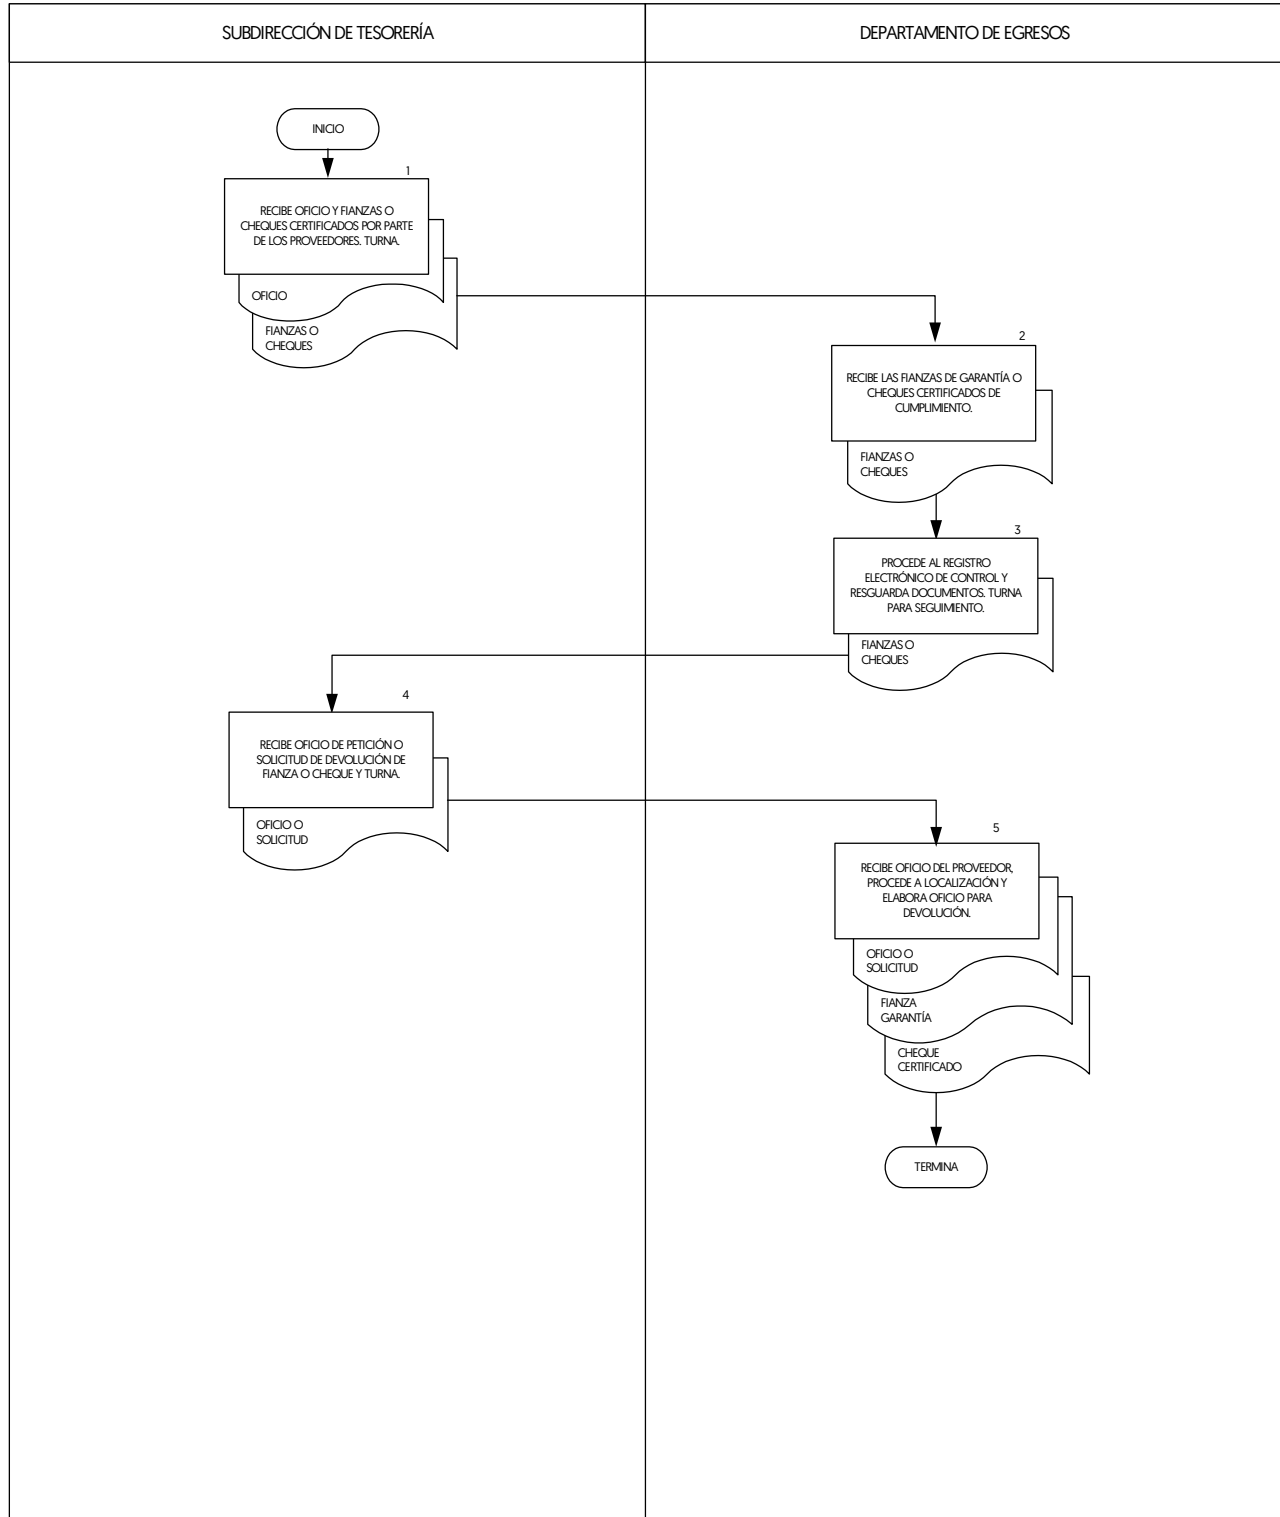 SUBDIRECCIÓN DE TESORERÍA
DEPARTAMENTO DE EGRESOS
INICIO
1
RECIBE OFICIO Y FIANZAS O
CHEQUES CERTIFICADOS POR PARTE
DE LOS PROVEEDORES. TURNA.
OFICIO
FIANZAS O
CHEQUES
2
RECIBE LAS FIANZAS DE GARANTÍA O
CHEQUES CERTIFICADOS DE
CUMPLIMIENTO.
FIANZAS O
CHEQUES
3
PROCEDE AL REGISTRO
ELECTRÓNICO DE CONTROL Y
RESGUARDA DOCUMENTOS. TURNA
PARA SEGUIMIENTO.
FIANZAS O
CHEQUES
4
RECIBE OFICIO DE PETICIÓN O
SOLICITUD DE DEVOLUCIÓN DE
FIANZA O CHEQUE Y TURNA.
OFICIO O
SOLICITUD
5
RECIBE OFICIO DEL PROVEEDOR,
PROCEDE A LOCALIZACIÓN Y
ELABORA OFICIO PARA
DEVOLUCIÓN.
OFICIO O
SOLICITUD
FIANZA
GARANTÍA
CHEQUE
CERTIFICADO
TERMINA